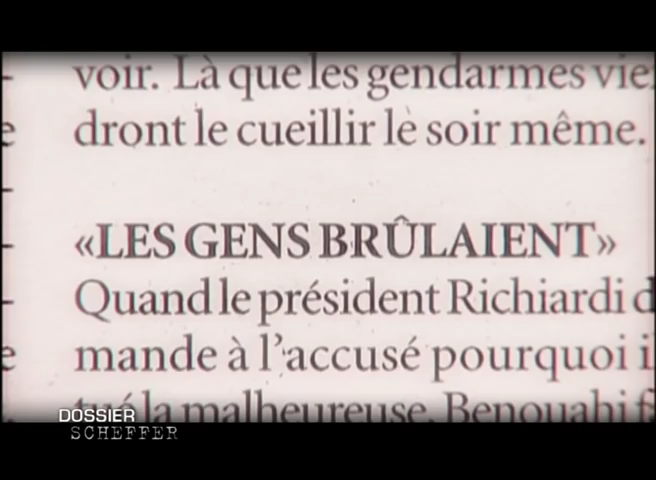 voir. Là que les gendarmes vie
dront le cueillir le soir même.
«LES GENS BRÛLAIENT»
Quand le président Richiardi d
mande à l'accusé pourquoi i
tué la malheureuse, Benouahi f
DOSSIER
SCHEFFER